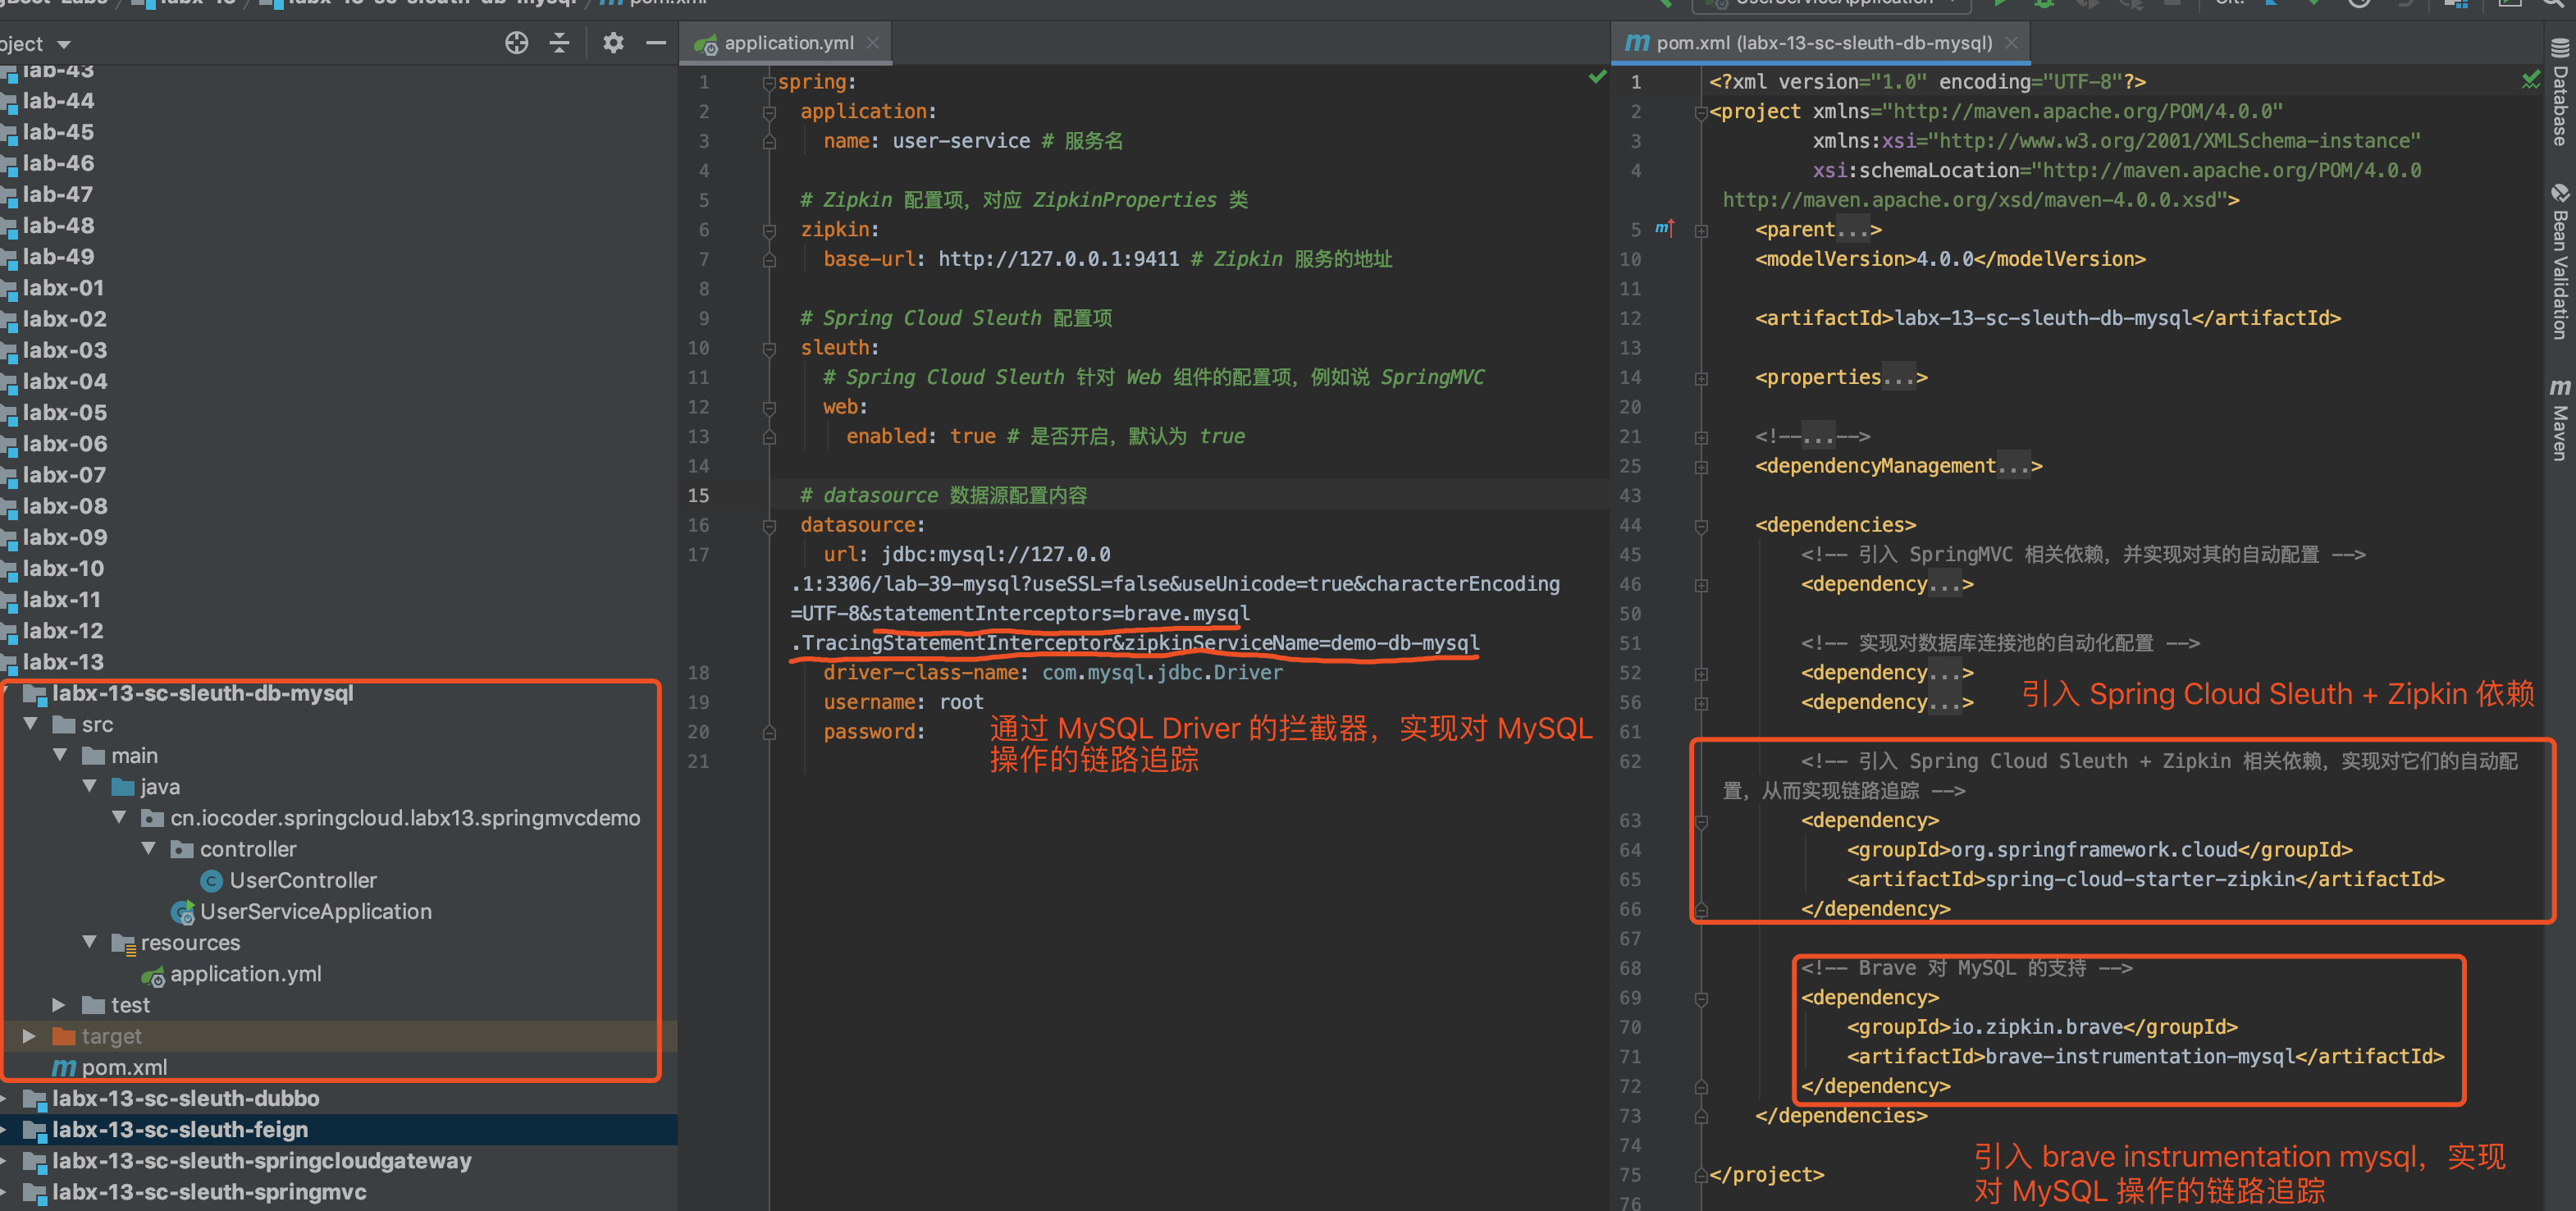 oject
lab-43
lab-44
lab-45
lab-46
lab-47
lab-48
lab-49
labx-01
labx-02
labx-03
labx-04
labx-05
labx-06
labx-07
labx-08
labx-09
labx-10
labx-11
labx-12
labx-13
labx-13-sc-sleuth-db-mysql
src
main
java
cn.iocoder.springcloud.labx13.springmvcdemo
controller
UserController
UserServiceApplication
resources
application.yml
test
target
pom.xml
labx-13-sc-sleuth-dubbo
labx-13-sc-sleuth-feign
labx-13-sc-sleuth-springcloudgateway
labx-13-sc-sleuth-springmvc
application.yml
1 spring:
2 application:
3 name: user-service # 服务名
4
5 # Zipkin 配置项，对应 ZipkinProperties 类
6 zipkin:
7 base-url: http://127.0.0.1:9411 # Zipkin 服务的地址
8
9 # Spring Cloud Sleuth 配置项
10 sleuth:
11 # Spring Cloud Sleuth 针对 Web 组件的配置项，例如说 SpringMVC
12 web:
13 enabled: true # 是否开启，默认为 true
14
15 # datasource 数据源配置内容
16 datasource:
17 url: jdbc:mysql://127.0.0
.1:3306/lab-39-mysql?useSSL=false&useUnicode=true&characterEncoding
=UTF-8&statementInterceptors=brave.mysql
.TracingStatementInterceptor&zipkinServiceName=demo-db-mysql
18 driver-class-name: com.mysql.jdbc.Driver
19 username: root
20 password:
21
通过 MySQL Driver 的拦截器，实现对 MySQL
操作的链路追踪
pom.xml (labx-13-sc-sleuth-db-mysql)
1 <?xml version="1.0" encoding="UTF-8"?>
2 <project xmlns="http://maven.apache.org/POM/4.0.0"
3 xmlns:xsi="http://www.w3.org/2001/XMLSchema-instance"
4 xsi:schemaLocation="http://maven.apache.org/POM/4.0.0
http://maven.apache.org/xsd/maven-4.0.0.xsd">
5 <parent...>
10 <modelVersion>4.0.0</modelVersion>
11
12 <artifactId>labx-13-sc-sleuth-db-mysql</artifactId>
13
14 <properties...>
20
21 <!--...-->
25 <dependencyManagement...>
43
44 <dependencies>
45 <!-- 引入 SpringMVC 相关依赖，并实现对其的自动配置 -->
46 <dependency...>
50
51 <!-- 实现对数据库连接池的自动化配置 -->
52 <dependency...>
56 <dependency...>
61
引入 Spring Cloud Sleuth + Zipkin 依赖
62 <!-- 引入 Spring Cloud Sleuth + Zipkin 相关依赖，实现对它们的自动配
置，从而实现链路追踪 -->
63 <dependency>
64 <groupId>org.springframework.cloud</groupId>
65 <artifactId>spring-cloud-starter-zipkin</artifactId>
66 </dependency>
67
68 <!-- Brave 对 MySQL 的支持 -->
69 <dependency>
70 <groupId>io.zipkin.brave</groupId>
71 <artifactId>brave-instrumentation-mysql</artifactId>
72 </dependency>
73 </dependencies>
74
75 </project>
76
引入 brave instrumentation mysql，实现
对 MySQL 操作的链路追踪
Database
Bean Validation
Maven